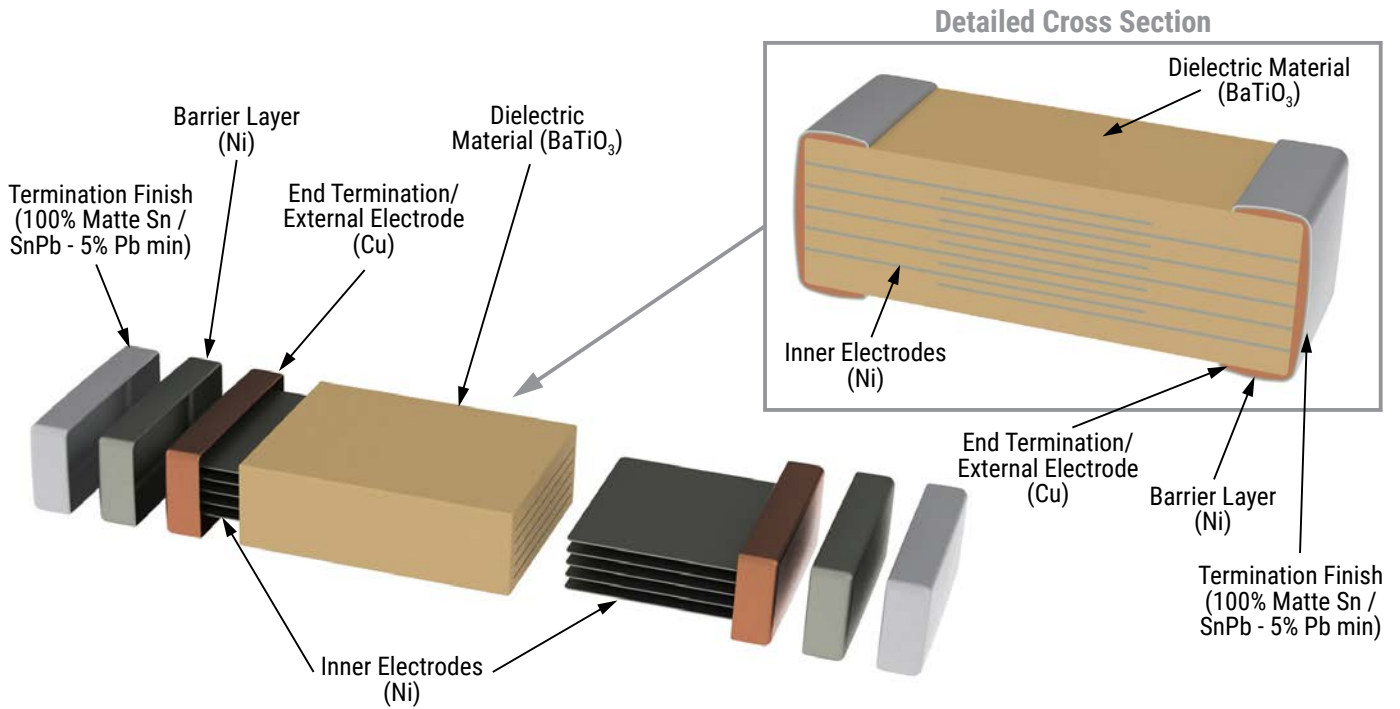 Detailed Cross Section
Dielectric Material
(BaTiO₃)
Inner Electrodes
(Ni)
End Termination/
External Electrode
(Cu)
Barrier Layer
(Ni)
Termination Finish
(100% Matte Sn /
SnPb - 5% Pb min)
Barrier Layer
(Ni)
Dielectric
Material (BaTiO₃)
Termination Finish
(100% Matte Sn /
SnPb - 5% Pb min)
End Termination/
External Electrode
(Cu)
Inner Electrodes
(Ni)